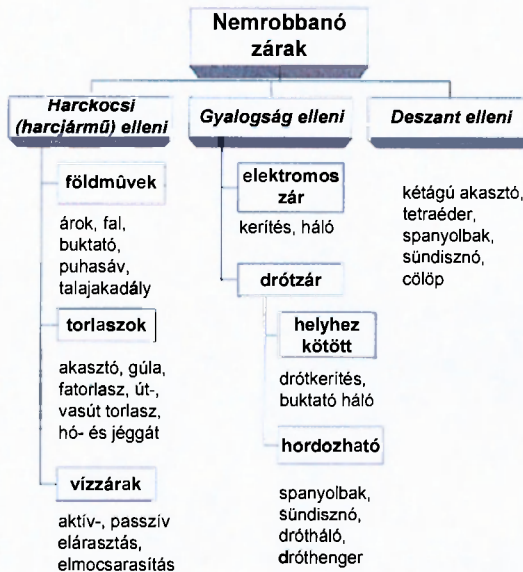 Nemrobbanó
zárak
Harckocsi
(harcjármű) elleni
földmûvek
árok, fal,
buktató,
puhasáv,
talajakadály
torlaszok
akasztó, gúla,
fatorlasz, út-,
vasút torlasz,
hó- és jéggát
vízzárak
aktív-, passzív
elárasztás,
elmocsarasítás
Gyalogság elleni
elektromos
zár
kerítés, háló
drótzár
helyhez
kötött
drótkerítés,
buktató háló
hordozható
spanyolbak,
sündisznó,
drótháló,
dróthenger
Deszant elleni
kétágú akasztó,
tetraéder,
spanyolbak,
sündisznó,
cölöp